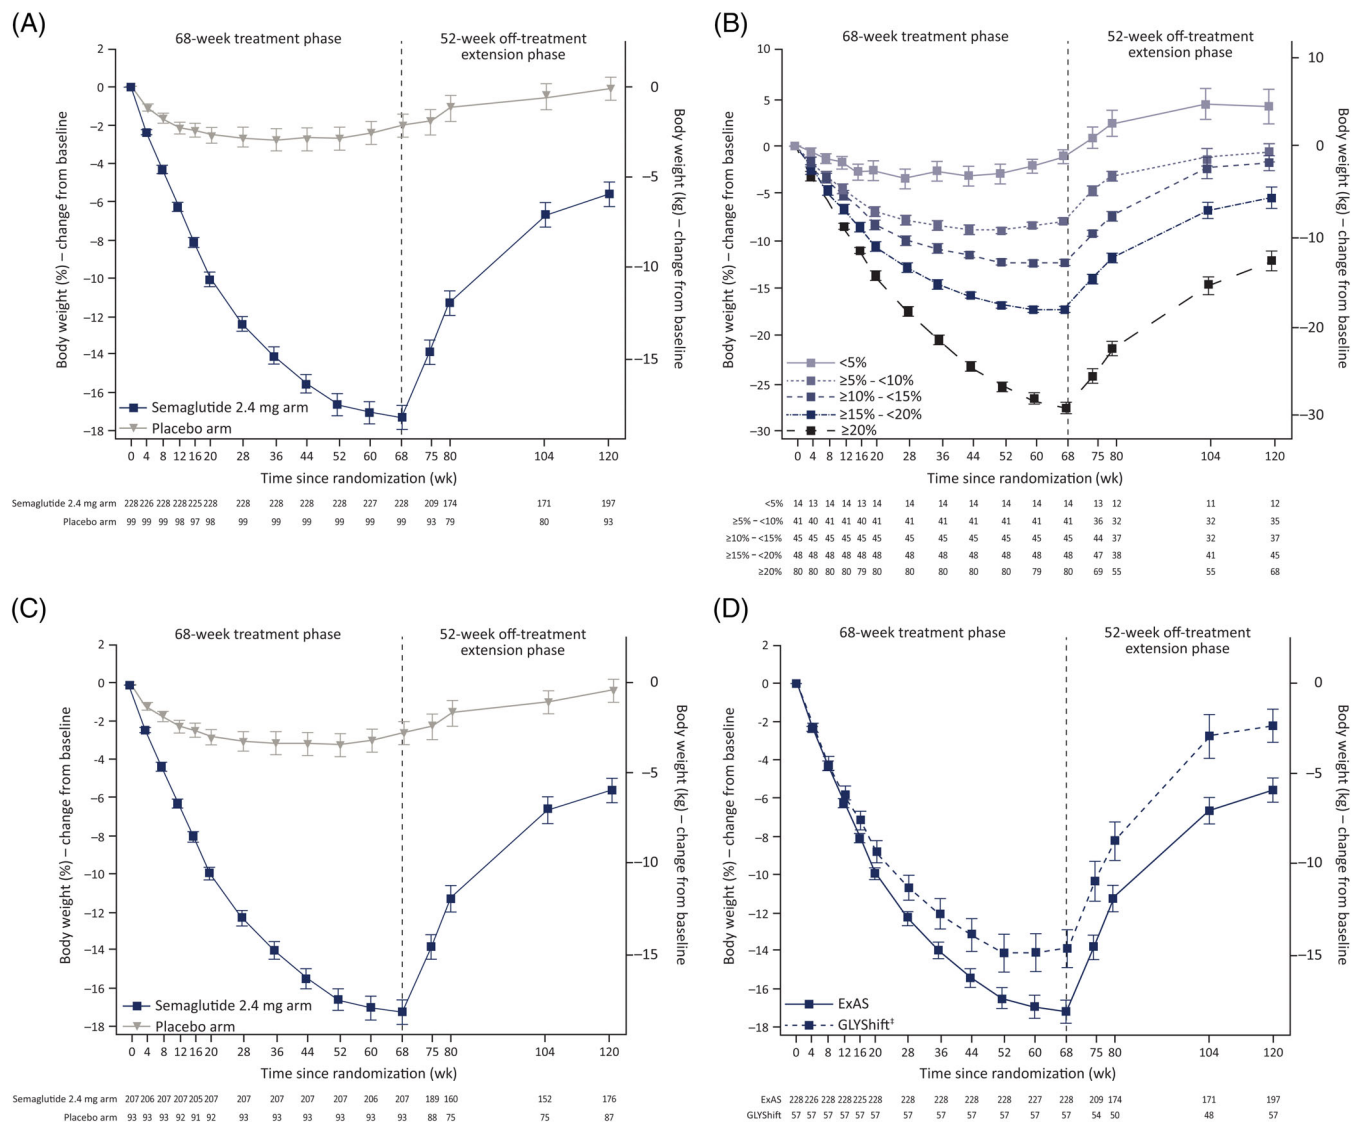 (A)
68-week treatment phase
52-week off-treatment
extension phase
2
0
−2
−4
−6
−8
−10
−12
−14
−16
−18
Body weight (%) – change from baseline
0
−5
−10
−15
Body weight (kg) – change from baseline
Semaglutide 2.4 mg arm
Placebo arm
0 4 8 12 16 20 28 36 44 52 60 68 75 80 104 120
Time since randomization (wk)
Semaglutide 2.4 mg arm 228 226 228 228 225 228 228 228 228 228 227 228 209 174 171 197
Placebo arm 99 99 99 98 97 98 99 99 99 99 99 99 93 79 80 93
(B)
68-week treatment phase
52-week off-treatment
extension phase
10
5
0
−5
−10
−15
−20
−25
−30
Body weight (%) – change from baseline
10
0
−10
−20
−30
Body weight (kg) – change from baseline
<5%
≥5% - <10%
≥10% - <15%
≥15% - <20%
≥20%
0 4 8 12 16 20 28 36 44 52 60 68 75 80 104 120
Time since randomization (wk)
<5% 14 13 14 14 13 14 14 14 14 14 14 14 13 12 11 12
≥5% – <10% 41 40 41 41 40 41 41 41 41 41 41 41 36 32 32 35
≥10% – <15% 45 45 45 45 45 45 45 45 45 45 45 45 44 37 32 37
≥15% – <20% 48 48 48 48 48 48 48 48 48 48 48 48 47 38 41 45
≥20% 80 80 80 80 79 80 80 80 80 80 79 80 69 55 55 68
(C)
68-week treatment phase
52-week off-treatment
extension phase
2
0
−2
−4
−6
−8
−10
−12
−14
−16
−18
Body weight (%) – change from baseline
0
−5
−10
−15
Body weight (kg) – change from baseline
Semaglutide 2.4 mg arm
Placebo arm
0 4 8 12 16 20 28 36 44 52 60 68 75 80 104 120
Time since randomization (wk)
Semaglutide 2.4 mg arm 207 206 207 207 205 207 207 207 207 207 206 207 189 160 152 176
Placebo arm 93 93 93 92 91 92 93 93 93 93 93 93 88 75 75 87
(D)
68-week treatment phase
52-week off-treatment
extension phase
2
0
−2
−4
−6
−8
−10
−12
−14
−16
−18
Body weight (%) – change from baseline
0
−5
−10
−15
Body weight (kg) – change from baseline
ExAS
GLYShift‡
0 4 8 12 16 20 28 36 44 52 60 68 75 80 104 120
Time since randomization (wk)
ExAS 228 226 228 228 225 228 228 228 228 228 227 228 209 174 171 197
GLYShift 57 57 57 57 57 57 57 57 57 57 57 57 54 50 48 57